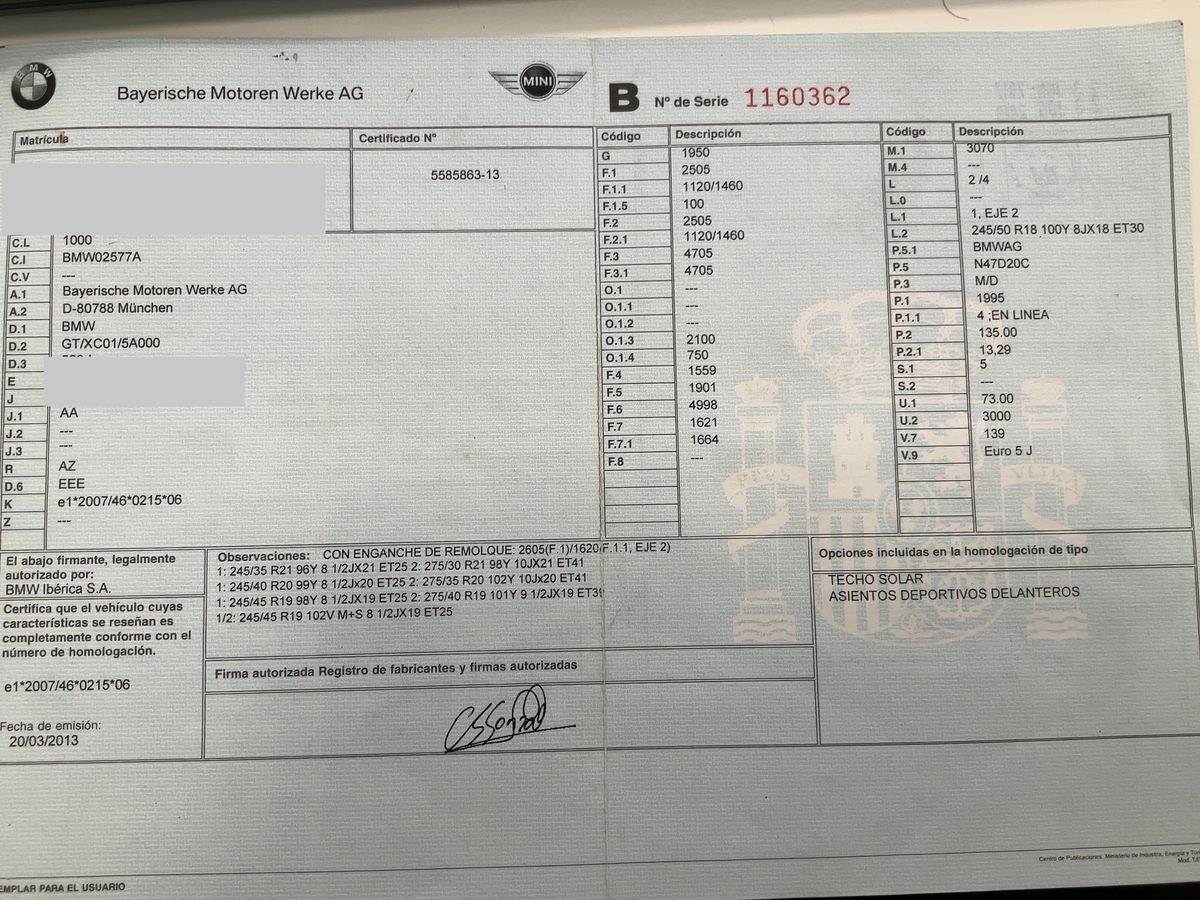 BMW
Bayerische Motoren Werke AG
MINI
B Nº de Serie 1160362
Matrícula
Certificado Nº
5585863-13
C.L 1000
C.I BMW02577A
C.V ---
A.1 Bayerische Motoren Werke AG
A.2 D-80788 München
D.1 BMW
D.2 GT/XC01/5A000
D.3
E
J
J.1 AA
J.2 ---
J.3 ---
R AZ
D.6 EEE
K e1*2007/46*0215*06
Z ---
Código Descripción
G 1950
F.1 2505
F.1.1 1120/1460
F.1.5 100
F.2 2505
F.2.1 1120/1460
F.3 4705
F.3.1 4705
O.1 ---
O.1.1 ---
O.1.2 ---
O.1.3 2100
O.1.4 750
F.4 1559
F.5 1901
F.6 4998
F.7 1621
F.7.1 1664
F.8 ---
Código Descripción
M.1 3070
M.4 ---
L 2 /4
L.0 ---
L.1 1, EJE 2
L.2 245/50 R18 100Y 8JX18 ET30
P.5.1 BMWAG
P.5 N47D20C
P.3 M/D
P.1 1995
P.1.1 4 ;EN LINEA
P.2 135.00
P.2.1 13,29
S.1 5
S.2 ---
U.1 73.00
U.2 3000
V.7 139
V.9 Euro 5 J
PLVS
VLTRA
El abajo firmante, legalmente
autorizado por:
BMW Ibérica S.A.
Certifica que el vehículo cuyas
características se reseñan es
completamente conforme con el
número de homologación.
e1*2007/46*0215*06
Fecha de emisión:
20/03/2013
Observaciones: CON ENGANCHE DE REMOLQUE: 2605(F.1)/1620(F.1.1, EJE 2)
1: 245/35 R21 96Y 8 1/2JX21 ET25 2: 275/30 R21 98Y 10JX21 ET41
1: 245/40 R20 99Y 8 1/2Jx20 ET25 2: 275/35 R20 102Y 10Jx20 ET41
1: 245/45 R19 98Y 8 1/2JX19 ET25 2: 275/40 R19 101Y 9 1/2JX19 ET39
1/2: 245/45 R19 102V M+S 8 1/2JX19 ET25
Firma autorizada Registro de fabricantes y firmas autorizadas
Opciones incluidas en la homologación de tipo
TECHO SOLAR
ASIENTOS DEPORTIVOS DELANTEROS
Centro de Publicaciones. Ministerio de Industria, Energía y Tur
Mod. T.
EMPLAR PARA EL USUARIO